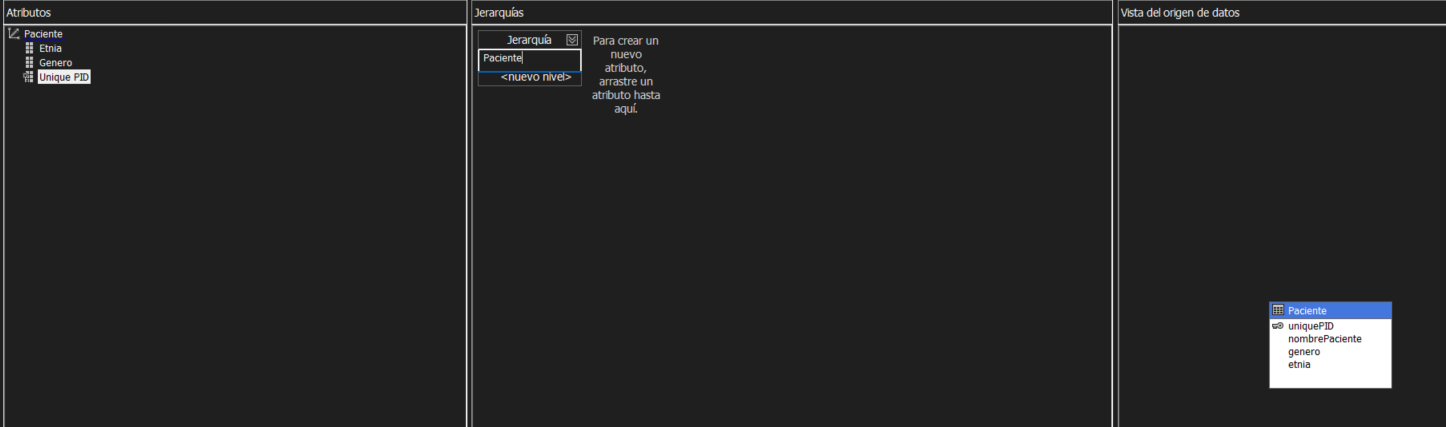 Atributos
Paciente
Etnia
Genero
Unique PID
Jerarquías
Jerarquía
Paciente
<nuevo nivel>
Para crear un
nuevo
atributo,
arrastre un
atributo hasta
aquí.
Vista del origen de datos
Paciente
uniquePID
nombrePaciente
genero
etnia